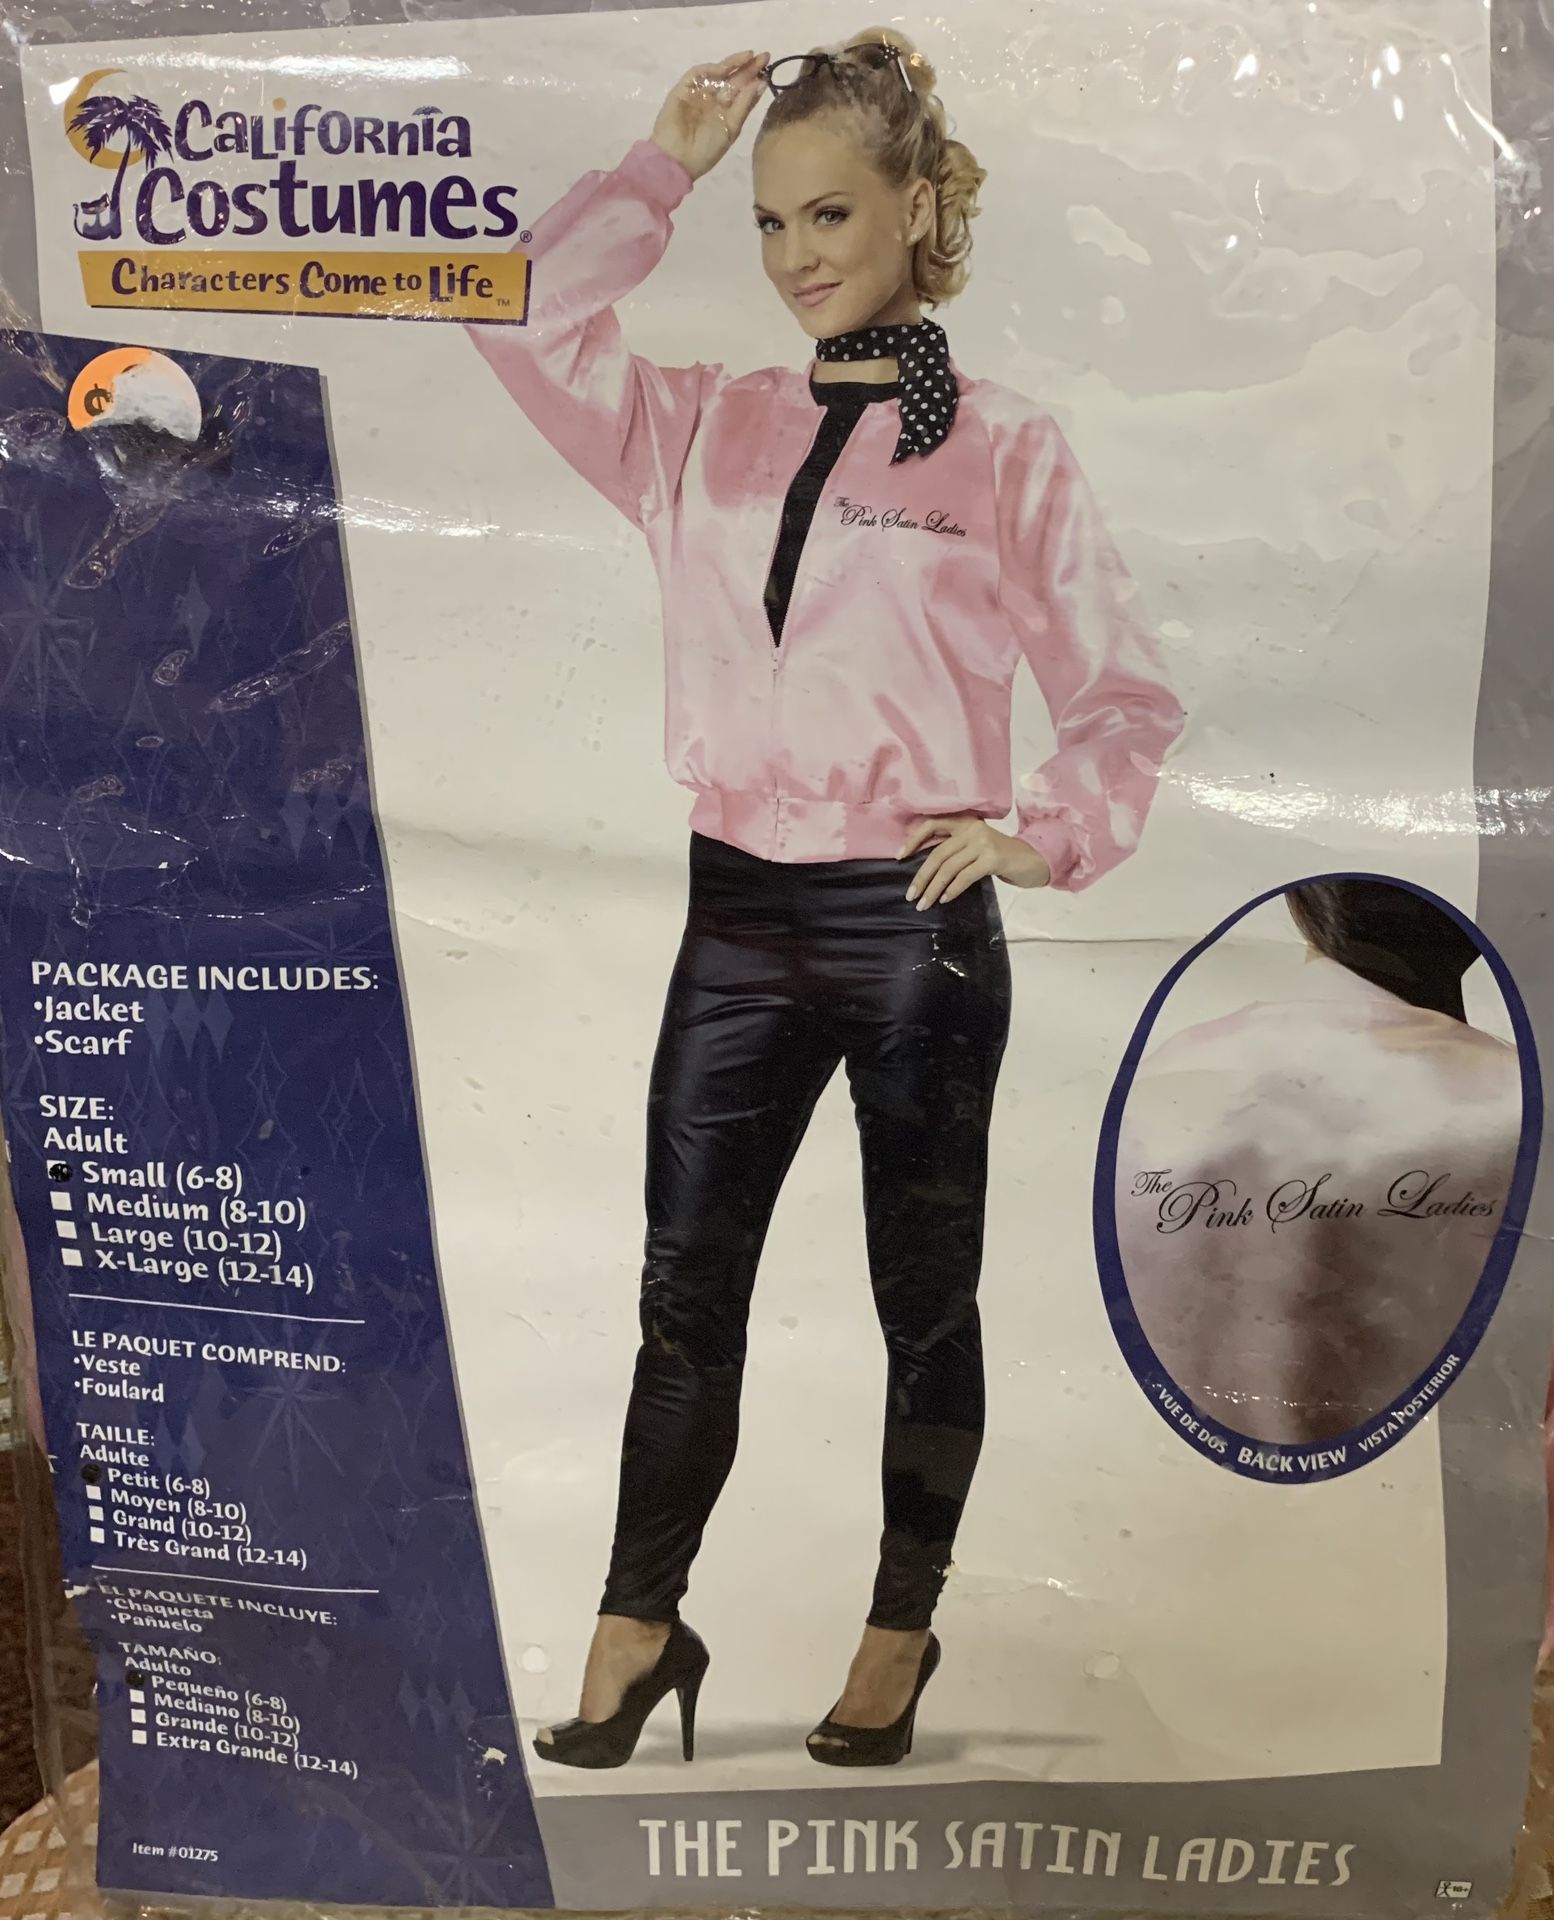 California
Costumes®
Characters Come to Life™
¢
The
Pink Satin Ladies
PACKAGE INCLUDES:
•Jacket
•Scarf
SIZE:
Adult
Small (6-8)
Medium (8-10)
Large (10-12)
X-Large (12-14)
LE PAQUET COMPREND:
•Veste
•Foulard
TAILLE:
Adulte
Petit (6-8)
Moyen (8-10)
Grand (10-12)
Très Grand (12-14)
EL PAQUETE INCLUYE:
•Chaqueta
•Pañuelo
TAMAÑO:
Adulto
Pequeño (6-8)
Mediano (8-10)
Grande (10-12)
Extra Grande (12-14)
Item #01275
The
Pink Satin Ladies
VUE DE DOS BACK VIEW VISTA POSTERIOR
THE PINK SATIN LADIES